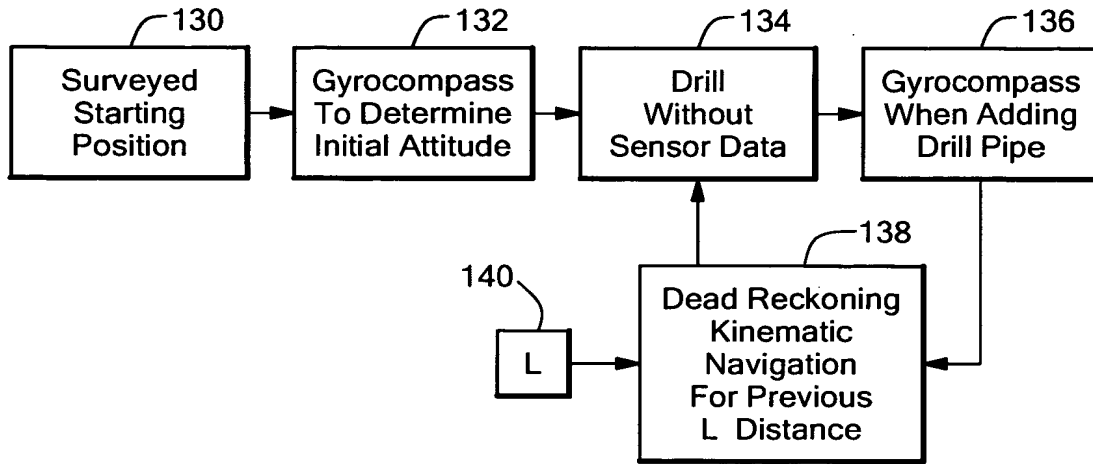 130
Surveyed
Starting
Position
132
Gyrocompass
To Determine
Initial Attitude
134
Drill
Without
Sensor Data
136
Gyrocompass
When Adding
Drill Pipe
138
Dead Reckoning
Kinematic
Navigation
For Previous
L Distance
140
L